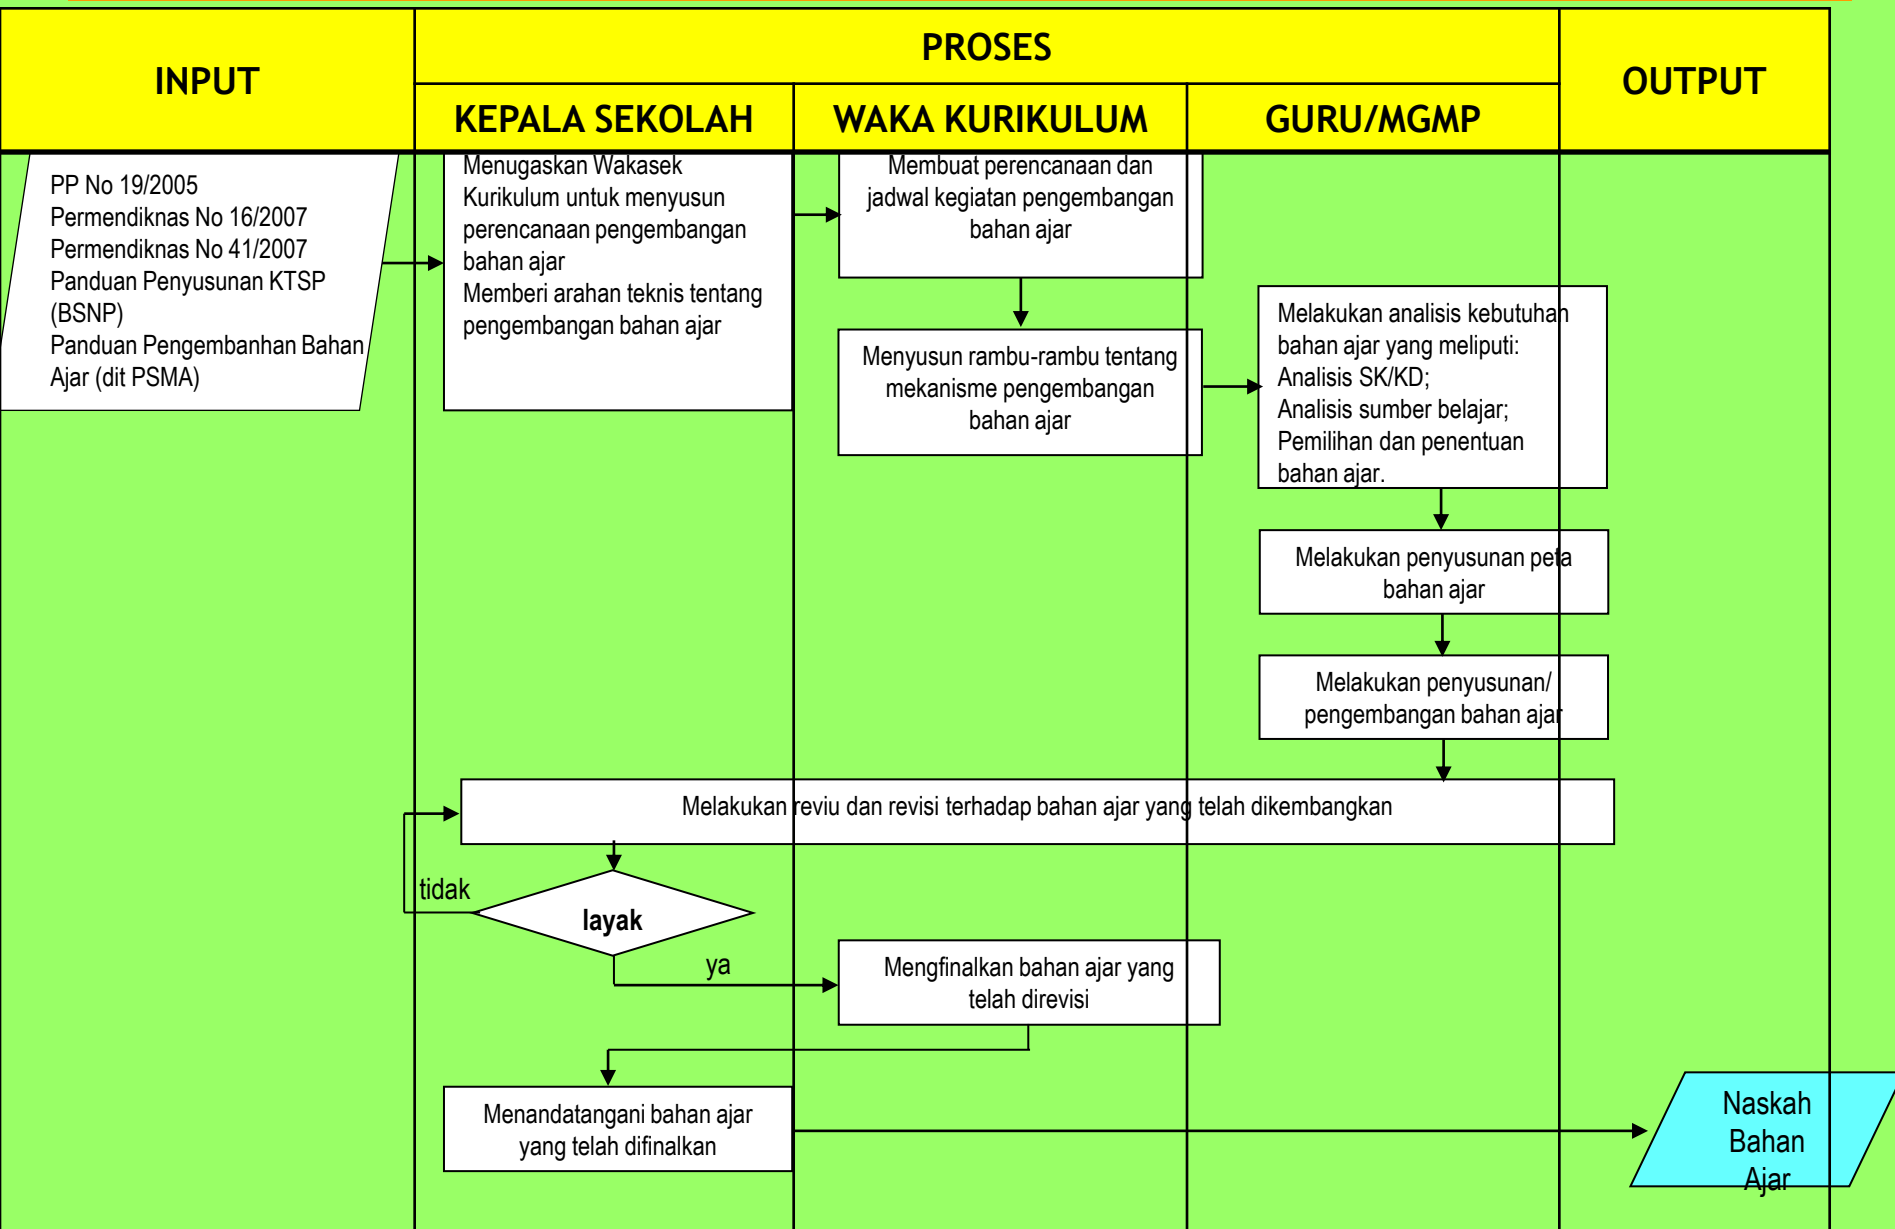 INPUT
PROSES
OUTPUT
KEPALA SEKOLAH
WAKA KURIKULUM
GURU/MGMP
PP No 19/2005
Permendiknas No 16/2007
Permendiknas No 41/2007
Panduan Penyusunan KTSP
(BSNP)
Panduan Pengembanhan Bahan
Ajar (dit PSMA)
Menugaskan Wakasek
Kurikulum untuk menyusun
perencanaan pengembangan
bahan ajar
Memberi arahan teknis tentang
pengembangan bahan ajar
Membuat perencanaan dan
jadwal kegiatan pengembangan
bahan ajar
Menyusun rambu-rambu tentang
mekanisme pengembangan
bahan ajar
Melakukan analisis kebutuhan
bahan ajar yang meliputi:
Analisis SK/KD;
Analisis sumber belajar;
Pemilihan dan penentuan
bahan ajar.
Melakukan penyusunan peta
bahan ajar
Melakukan penyusunan/
pengembangan bahan ajar
Melakukan reviu dan revisi terhadap bahan ajar yang telah dikembangkan
tidak
layak
ya
Mengfinalkan bahan ajar yang
telah direvisi
Menandatangani bahan ajar
yang telah difinalkan
Naskah
Bahan
Ajar